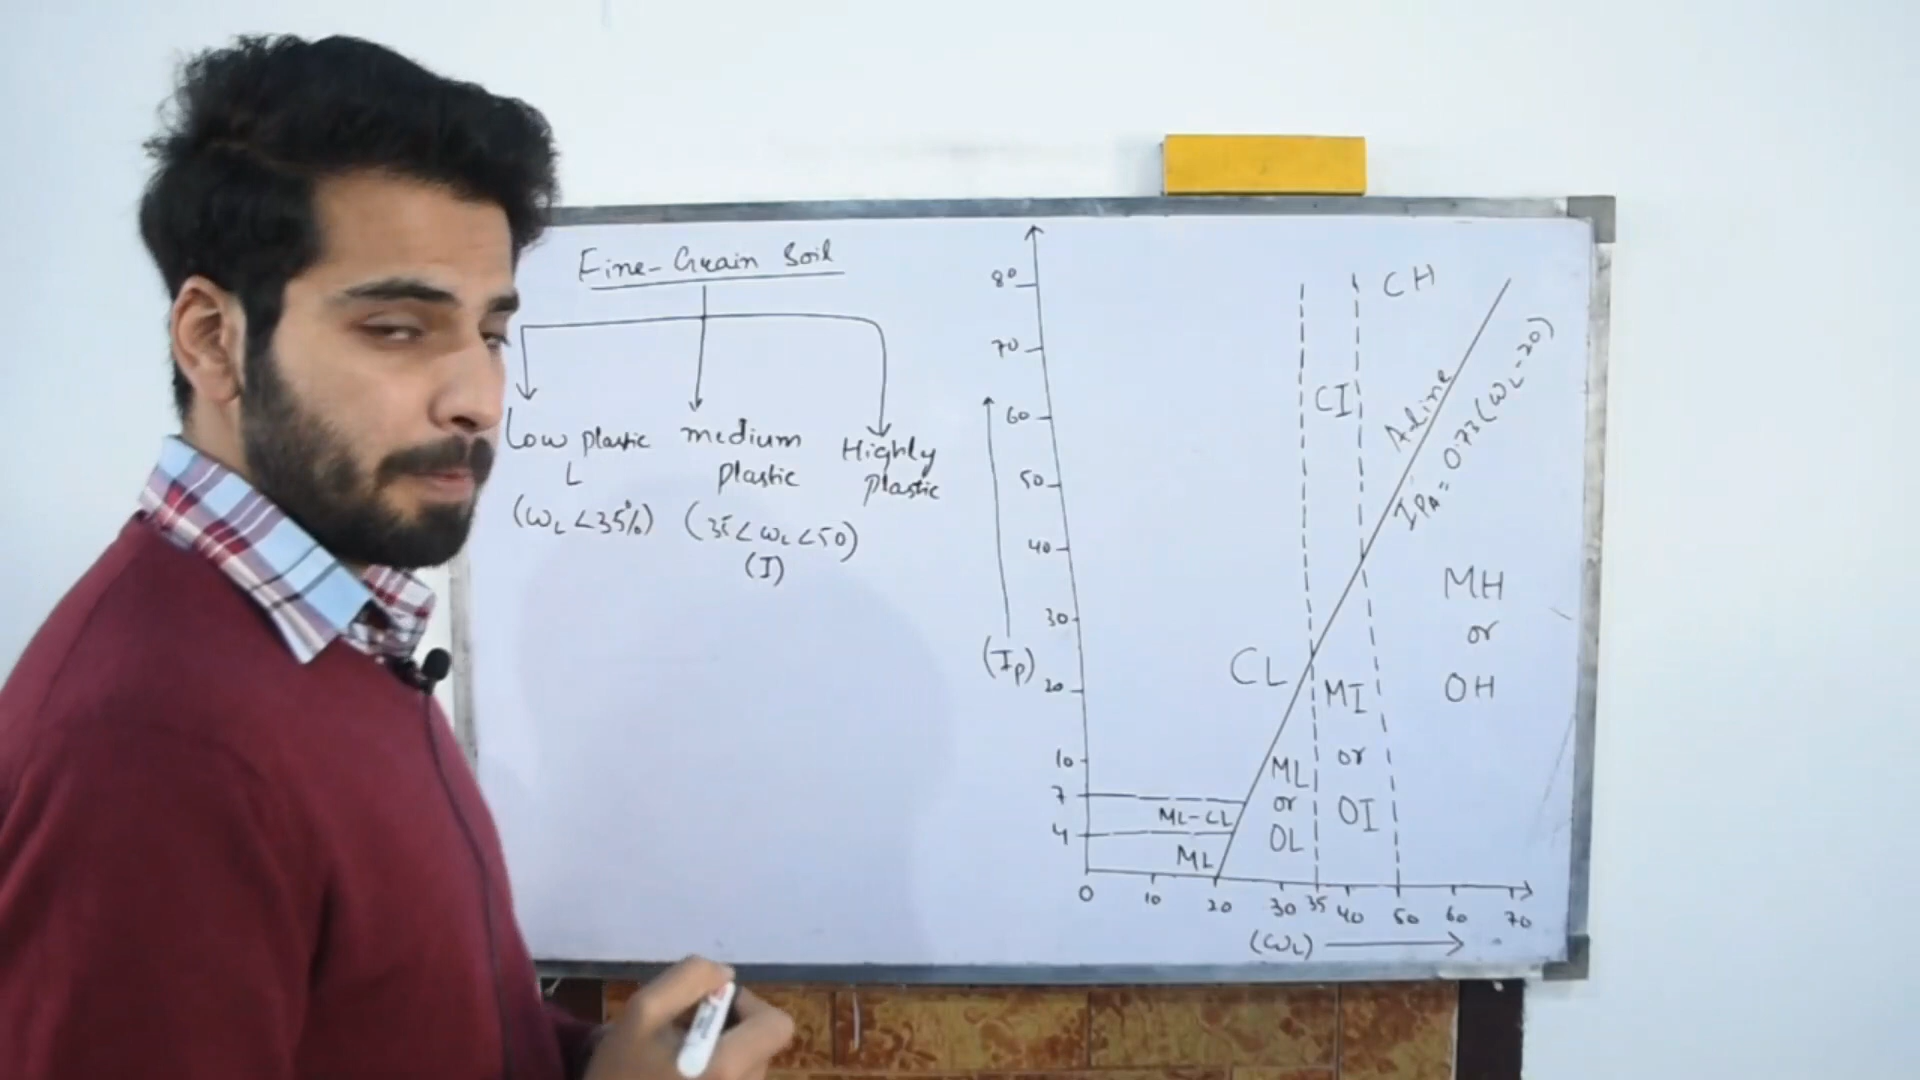 Fine-Grain Soil
Low plastic
L
(ωL <35%)
medium
plastic
(35<ωL<50)
(I)
Highly
plastic
80
70
60
50
40
30
20
10
7
4
(Ip)
CH
CI
A-line
IPA = 0.73(ωL-20)
MH
or
OH
CL
MI
or
OI
ML
or
OL
ML-CL
ML
0
10
20
30
35
40
50
60
70
(ωL)